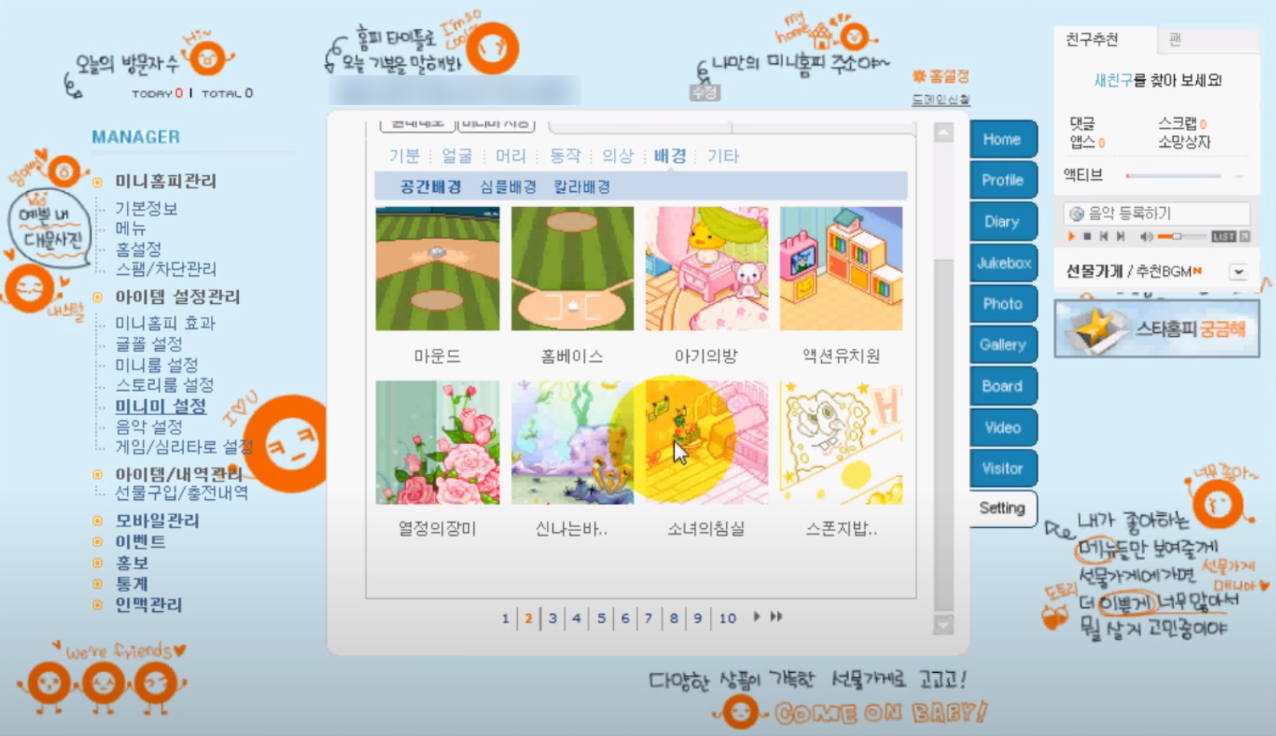 Hi~
오늘의 방문자수
TODAY 0 | TOTAL 0
홈피 타이틀로
오늘 기분을 말해봐
I'm so
cool
my
home
나만의 미니홈피 주소야~
수정
홈설정
도메인신청
MANAGER
미니홈피관리
기본정보
메뉴
홈설정
스팸/차단관리
아이템 설정관리
미니홈피 효과
글꼴 설정
미니룸 설정
스토리룸 설정
미니미 설정
음악 설정
게임/심리타로 설정
아이템/내역관리
선물구입/충전내역
모바일관리
이벤트
홍보
통계
인맥관리
예쁜 내
대문사진
내스탈
I♡U
ㅋㅋ
we're friends♥
기분
얼굴
머리
동작
의상
배경
기타
공간배경
심플배경
칼라배경
마운드
홈베이스
아기의방
액션유치원
열정의장미
신나는바..
소녀의침실
스폰지밥..
1 2 3 4 5 6 7 8 9 10
Home
Profile
Diary
Jukebox
Photo
Gallery
Board
Video
Visitor
Setting
친구추천
팬
새친구를 찾아 보세요!
댓글
스크랩 0
앱스 0
소망상자
액티브
음악 등록하기
LIST
선물가게 / 추천BGM N
스타홈피 궁금해
너무 좋아~
내가 좋아하는
메뉴들만 보여줄게
선물가게에가면
선물가게
매니아♥
도토리
더 이쁜게 너무많아서
뭘 살지 고민중이야
다양한 상품이 가득한 선물가게로 고고고!
COME ON BABY!